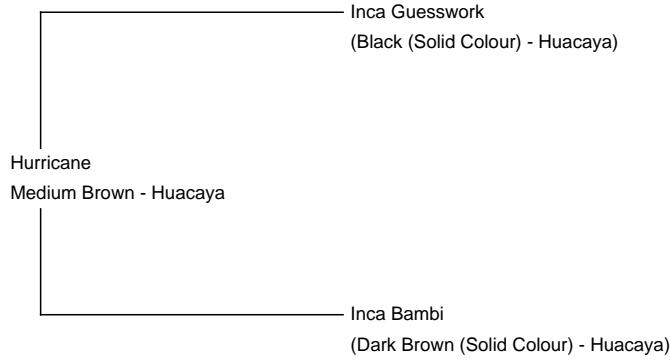 Inca Guesswork
(Black (Solid Colour) - Huacaya)
Hurricane
Medium Brown - Huacaya
Inca Bambi
(Dark Brown (Solid Colour) - Huacaya)